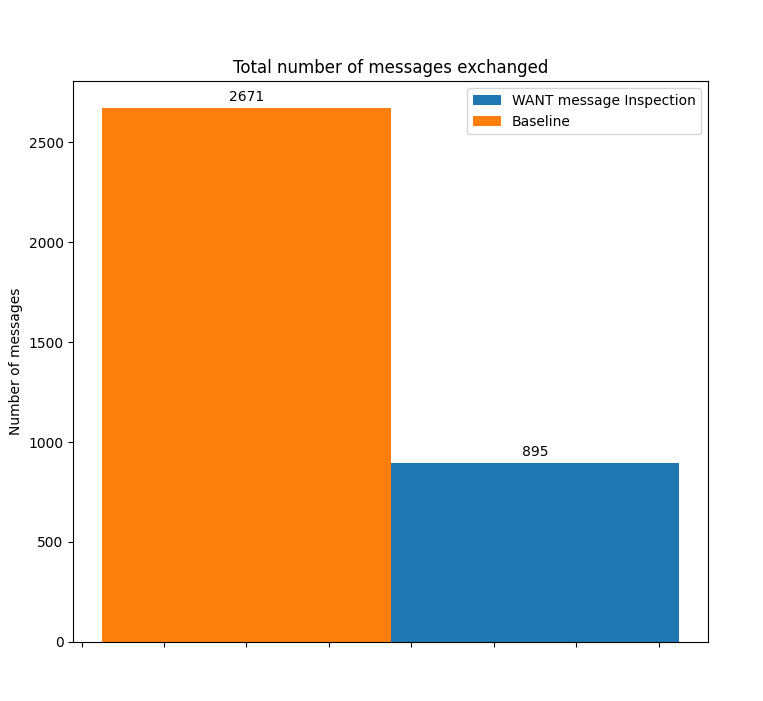 Total number of messages exchanged
2671
WANT message Inspection
Baseline
2500
2000
1500
1000
500
0
Number of messages
895